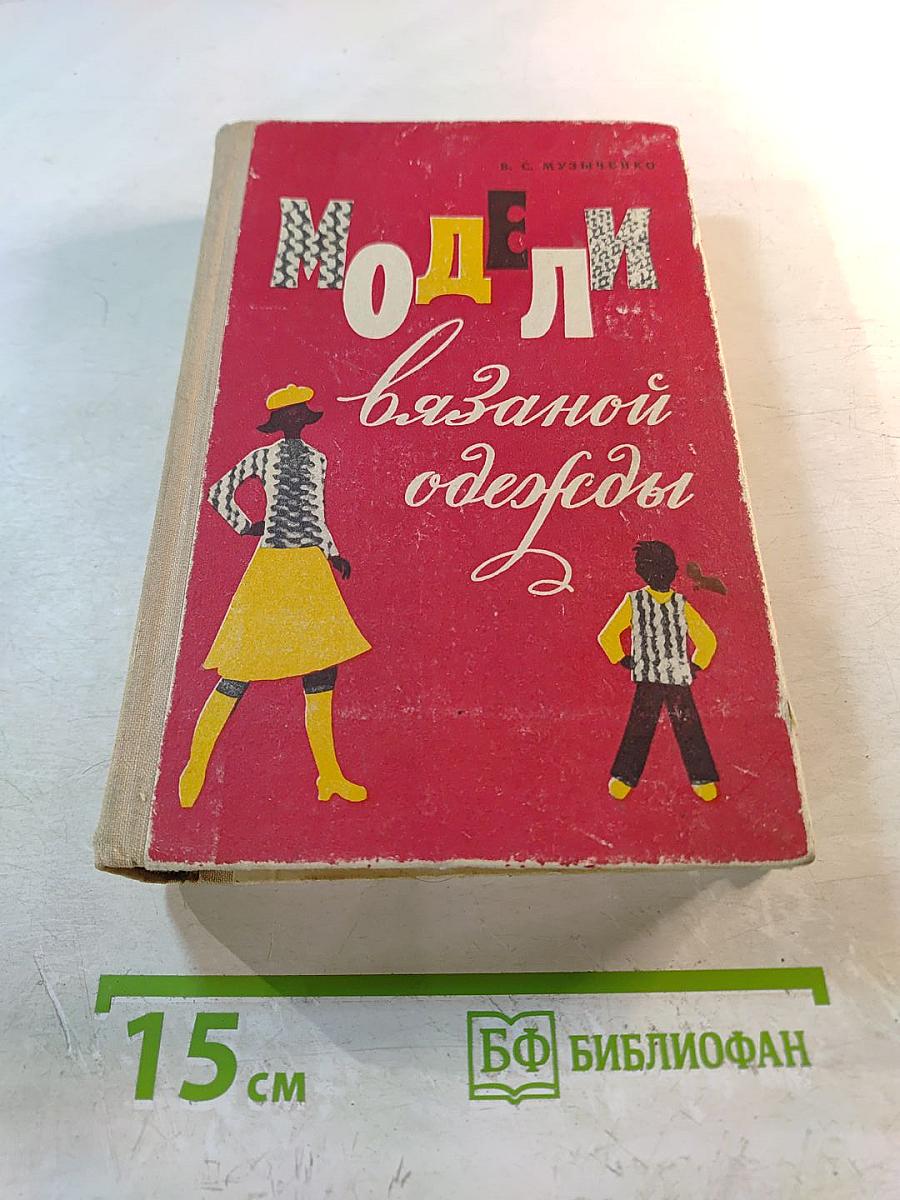 В. С. МУЗЫЧЕНКО
МОДЕЛИ
вязаной
одежды
15 см
БФ БИБЛИОФАН